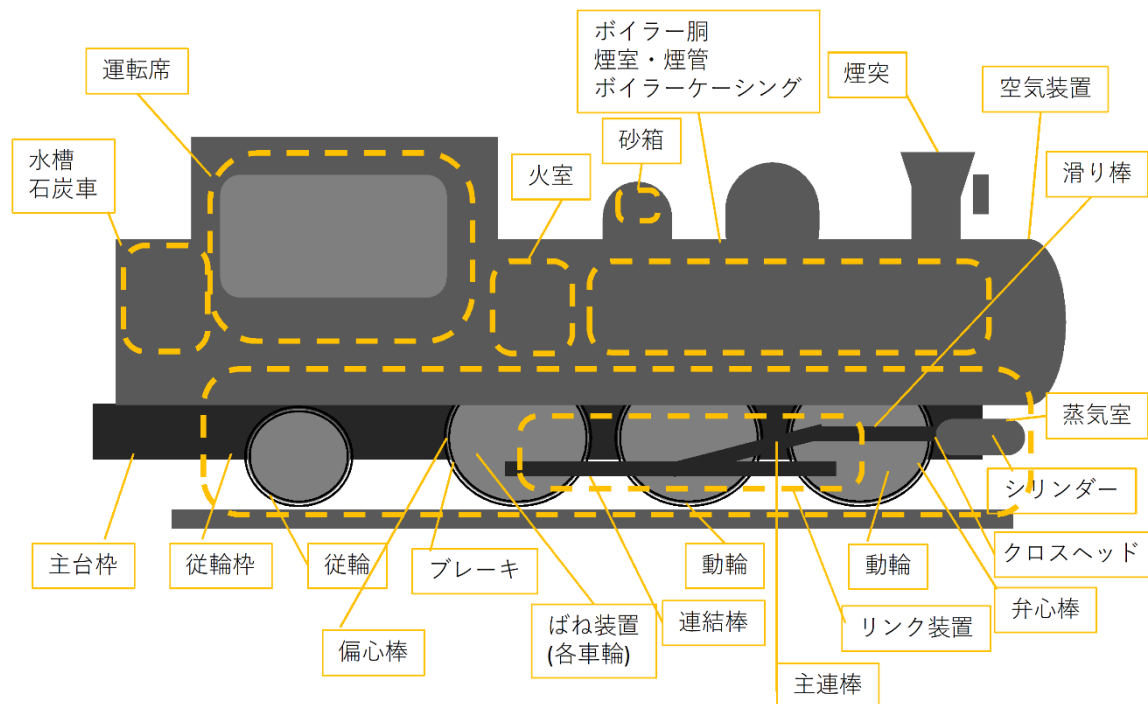 ボイラー胴
煙室・煙管
ボイラーケーシング
運転席
煙突
空気装置
水槽
石炭車
火室
砂箱
滑り棒
蒸気室
シリンダー
主台枠
従輪枠
従輪
ブレーキ
動輪
動輪
クロスヘッド
偏心棒
ばね装置
(各車輪)
連結棒
リンク装置
弁心棒
主連棒